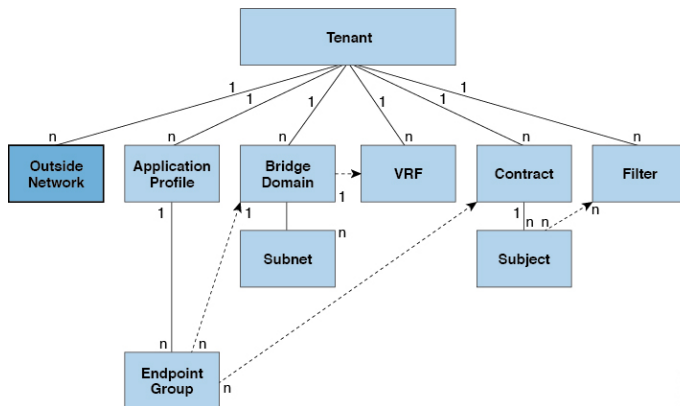 Tenant
1 1 1 1 1 1
n n n n n n
Outside
Network
Application
Profile
Bridge
Domain
VRF
Contract
Filter
1 1 1 1
n n n n
Subnet
Subject
n n
n
Endpoint
Group